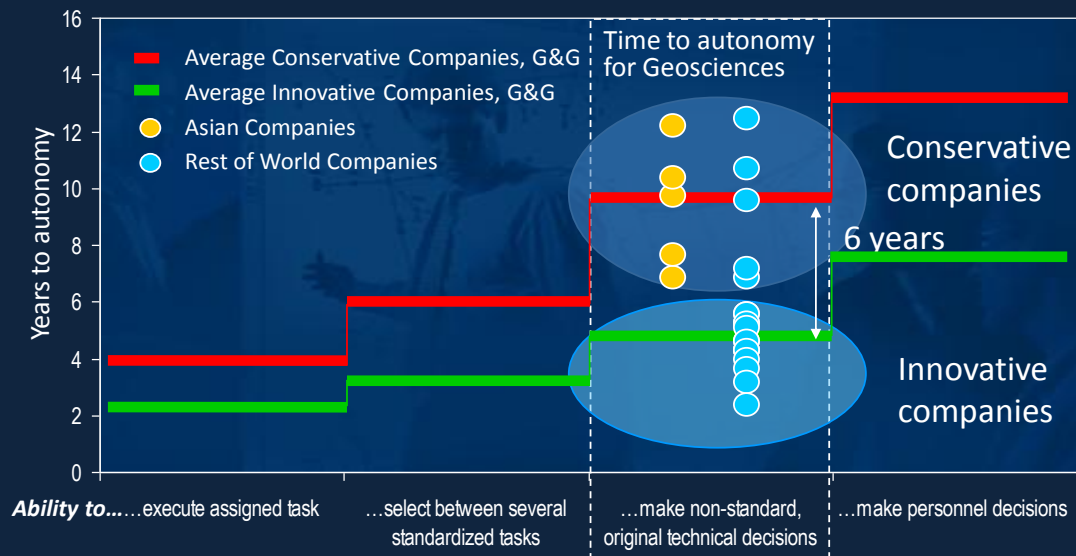 16
14
12
10
8
6
4
2
0
Years to autonomy
Average Conservative Companies, G&G
Average Innovative Companies, G&G
Asian Companies
Rest of World Companies
Time to autonomy
for Geosciences
Conservative
companies
6 years
Innovative
companies
Ability to...
...execute assigned task
...select between several
standardized tasks
...make non-standard,
original technical decisions
...make personnel decisions